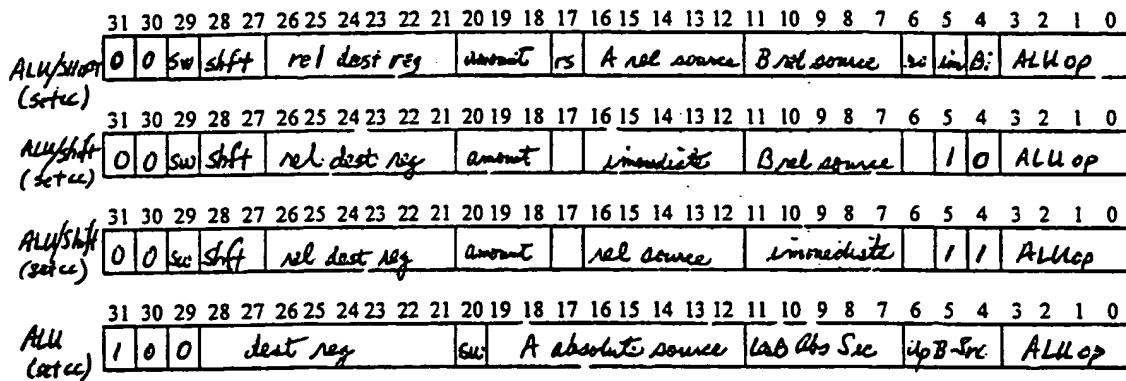 31 30 29 28 27 26 25 24 23 22 21 20 19 18 17 16 15 14 13 12 11 10 9 8 7 6 5 4 3 2 1 0
ALU/Shift 0 0 sw shft rel dest reg amount rs A rel source B rel source im Bi ALU op
(setcc)
31 30 29 28 27 26 25 24 23 22 21 20 19 18 17 16 15 14 13 12 11 10 9 8 7 6 5 4 3 2 1 0
ALU/shft 0 0 sw shft rel dest reg amount immediate B rel source 1 0 ALU op
(setcc)
31 30 29 28 27 26 25 24 23 22 21 20 19 18 17 16 15 14 13 12 11 10 9 8 7 6 5 4 3 2 1 0
ALU/Shft 0 0 sw shft rel dest reg amount rel source immediate 1 1 ALU op
(setcc)
31 30 29 28 27 26 25 24 23 22 21 20 19 18 17 16 15 14 13 12 11 10 9 8 7 6 5 4 3 2 1 0
ALU 1 0 0 dest reg sw A absolute source B Abs Src B-Src ALU op
(setcc)